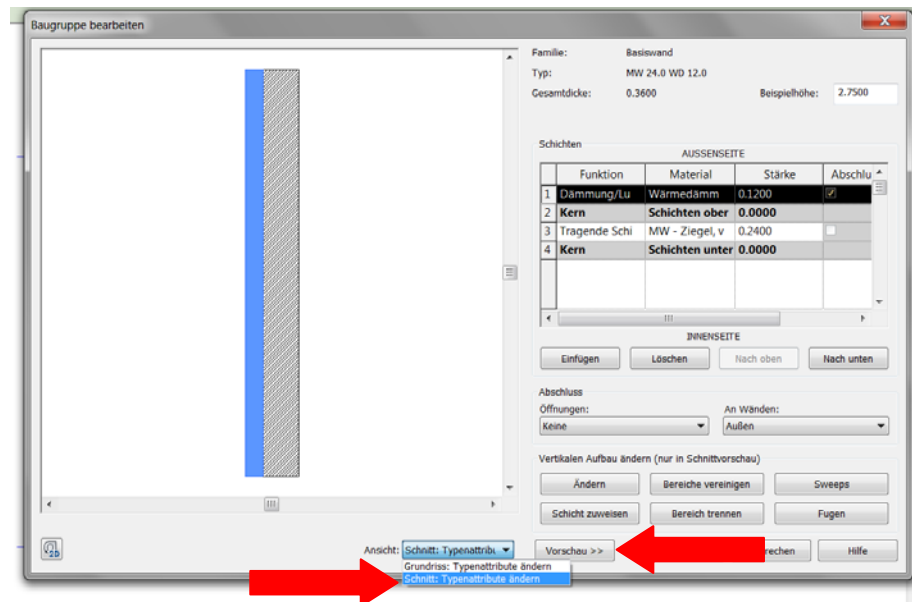 Baugruppe bearbeiten
Familie: Basiswand
Typ: MW 24.0 WD 12.0
Gesamtdicke: 0.3600 Beispielhöhe: 2.7500
Schichten
AUSSENSEITE
Funktion Material Stärke Abschlu
1 Dämmung/Lu Wärmedämm 0.1200
2 Kern Schichten ober 0.0000
3 Tragende Schi MW - Ziegel, v 0.2400
4 Kern Schichten unter 0.0000
INNENSEITE
Einfügen Löschen Nach oben Nach unten
Abschluss
Öffnungen: An Wänden:
Keine Außen
Vertikalen Aufbau ändern (nur in Schnittvorschau)
Ändern Bereiche vereinigen Sweeps
Schicht zuweisen Bereich trennen Fugen
2D Ansicht: Schnitt: Typenattribu Vorschau >> rechen Hilfe
Grundriss: Typenattribute ändern
Schnitt: Typenattribute ändern